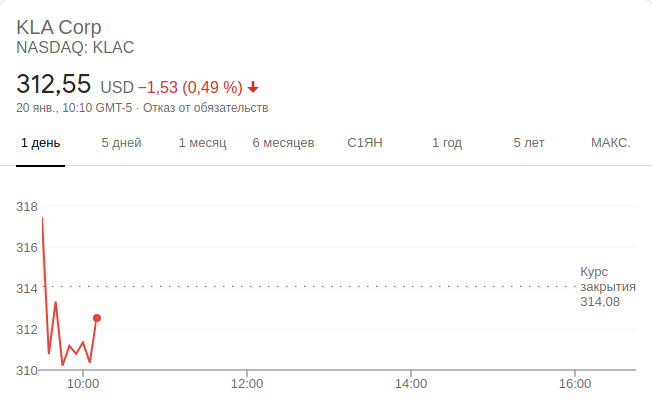 KLA Corp
NASDAQ: KLAC
312,55 USD −1,53 (0,49 %)
20 янв., 10:10 GMT-5 · Отказ от обязательств
1 день 5 дней 1 месяц 6 месяцев С1ЯН 1 год 5 лет МАКС.
318
316
Курс
314 закрытия
314,08
312
310
10:00 12:00 14:00 16:00